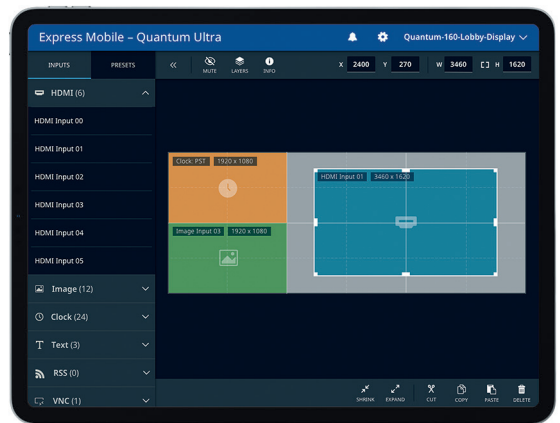 Express Mobile – Quantum Ultra
Quantum-160-Lobby-Display
INPUTS
PRESETS
MUTE
LAYERS
INFO
X 2400 Y 270 W 3460 H 1620
HDMI (6)
HDMI Input 00
HDMI Input 01
HDMI Input 02
HDMI Input 03
HDMI Input 04
HDMI Input 05
Image (12)
Clock (24)
Text (3)
RSS (0)
VNC (1)
Clock: PST 1920 x 1080
HDMI Input 01 3460 x 1620
Image Input 03 1920 x 1080
SHRINK
EXPAND
CUT
COPY
PASTE
DELETE